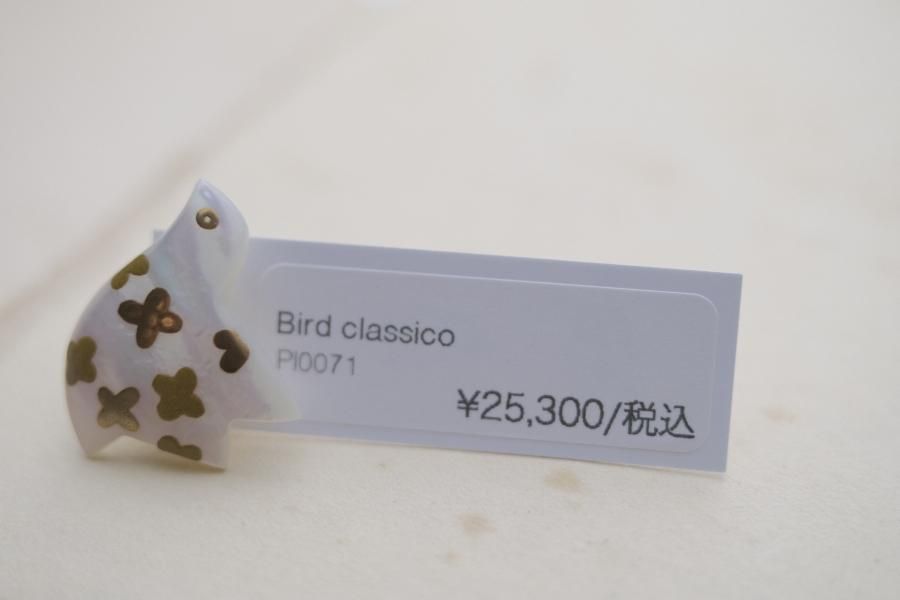 Bird classico
PI0071
¥25,300/税込